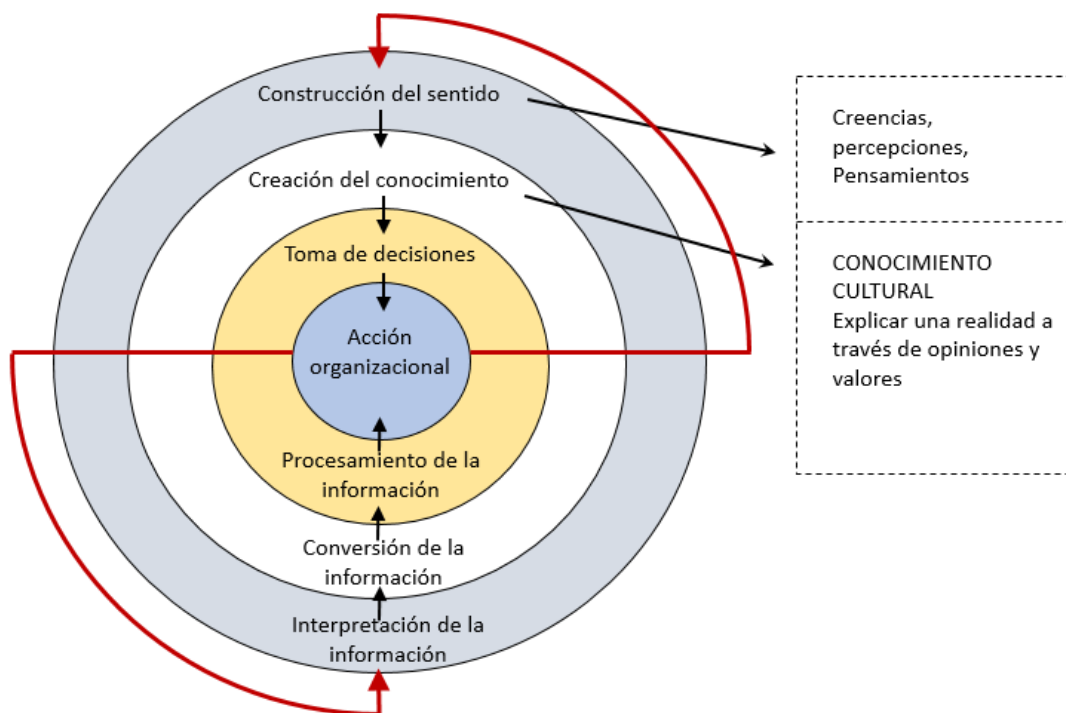 Construcción del sentido
Creación del conocimiento
Toma de decisiones
Acción
organizacional
Procesamiento de la
información
Conversión de la
información
Interpretación de la
información
Creencias,
percepciones,
Pensamientos
CONOCIMIENTO
CULTURAL
Explicar una realidad a
través de opiniones y
valores